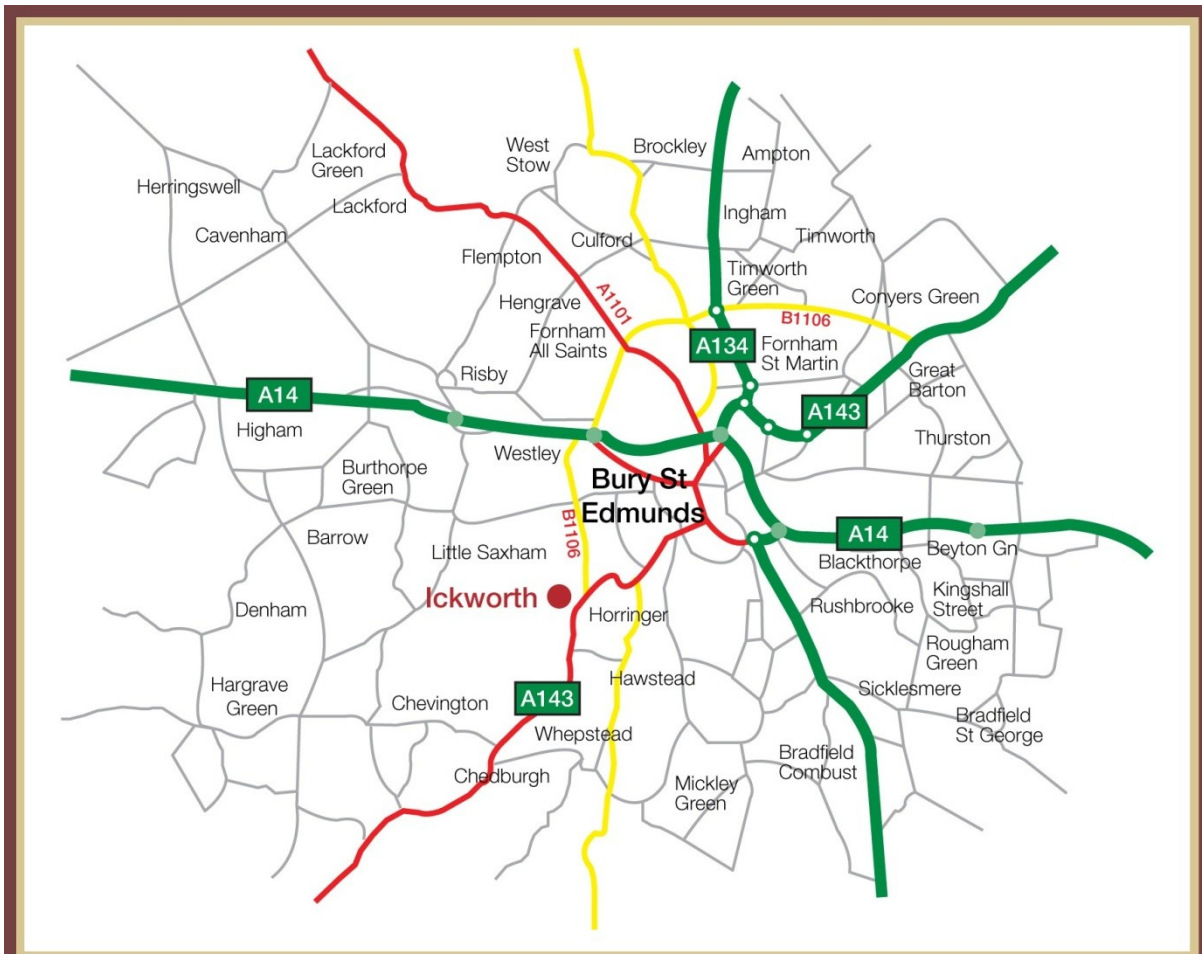 West
Stow
Brockley
Ampton
Lackford
Green
Herringswell
Lackford
Ingham
Cavenham
Culford
Timworth
Flempton
Timworth
Green
Hengrave
A1101
Conyers Green
B1106
Fornham
All Saints
A134
Fornham
St Martin
Risby
Great
Barton
A14
A143
Higham
Thurston
Westley
Burthorpe
Green
Bury St
Edmunds
B1106
A14
Barrow
Little Saxham
Blackthorpe
Beyton Gn
Ickworth
Kingshall
Street
Denham
Horringer
Rushbrooke
Rougham
Green
Hargrave
Green
Hawstead
Sicklesmere
Chevington
A143
Bradfield
St George
Whepstead
Bradfield
Combust
Chedburgh
Mickley
Green